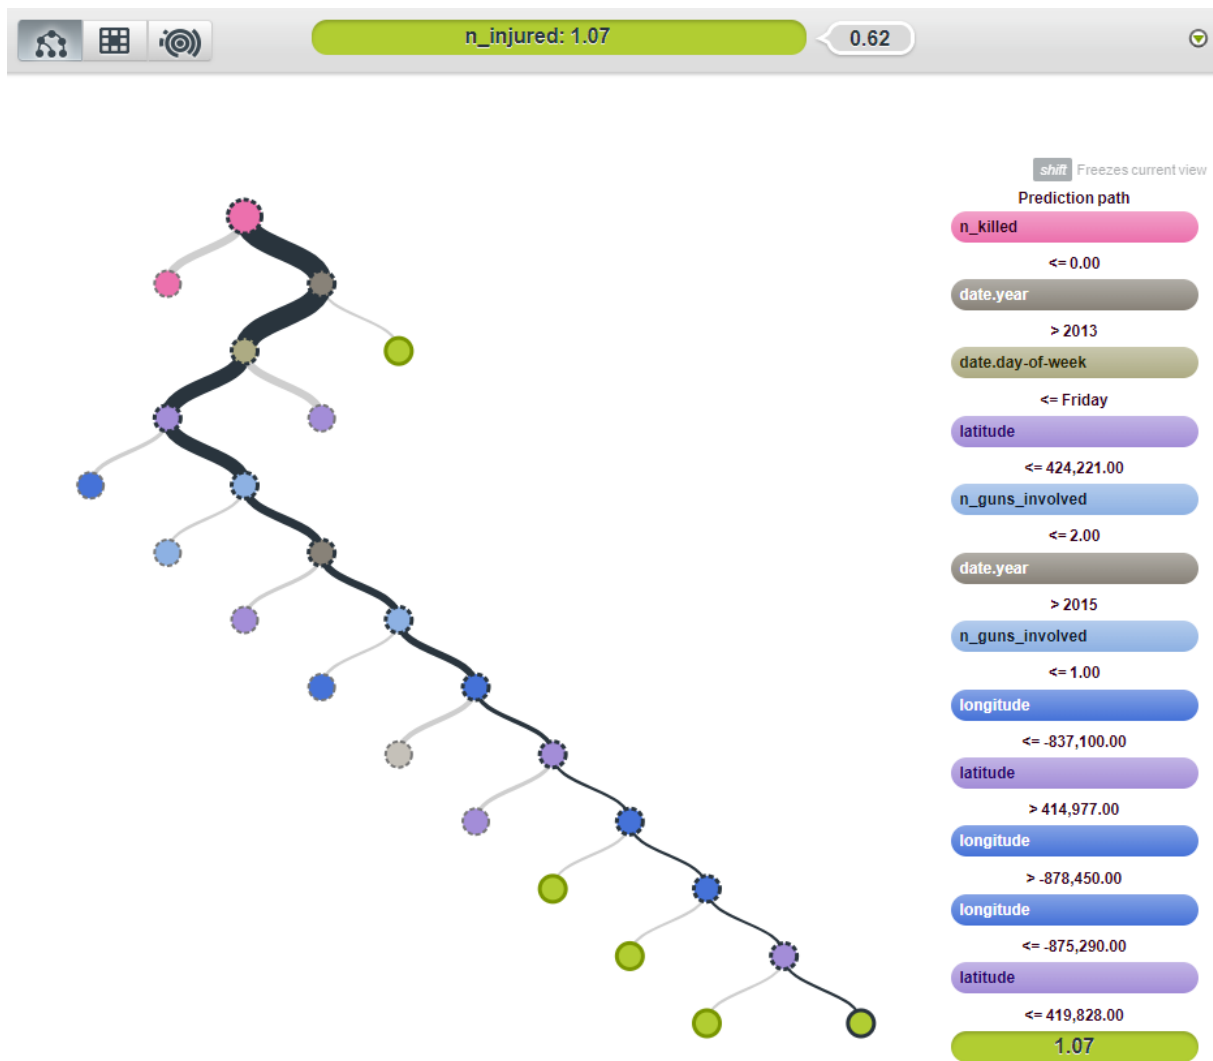 n_injured: 1.07
0.62
shift Freezes current view
Prediction path
n_killed
<= 0.00
date.year
> 2013
date.day-of-week
<= Friday
latitude
<= 424,221.00
n_guns_involved
<= 2.00
date.year
> 2015
n_guns_involved
<= 1.00
longitude
<= -837,100.00
latitude
> 414,977.00
longitude
> -878,450.00
longitude
<= -875,290.00
latitude
<= 419,828.00
1.07